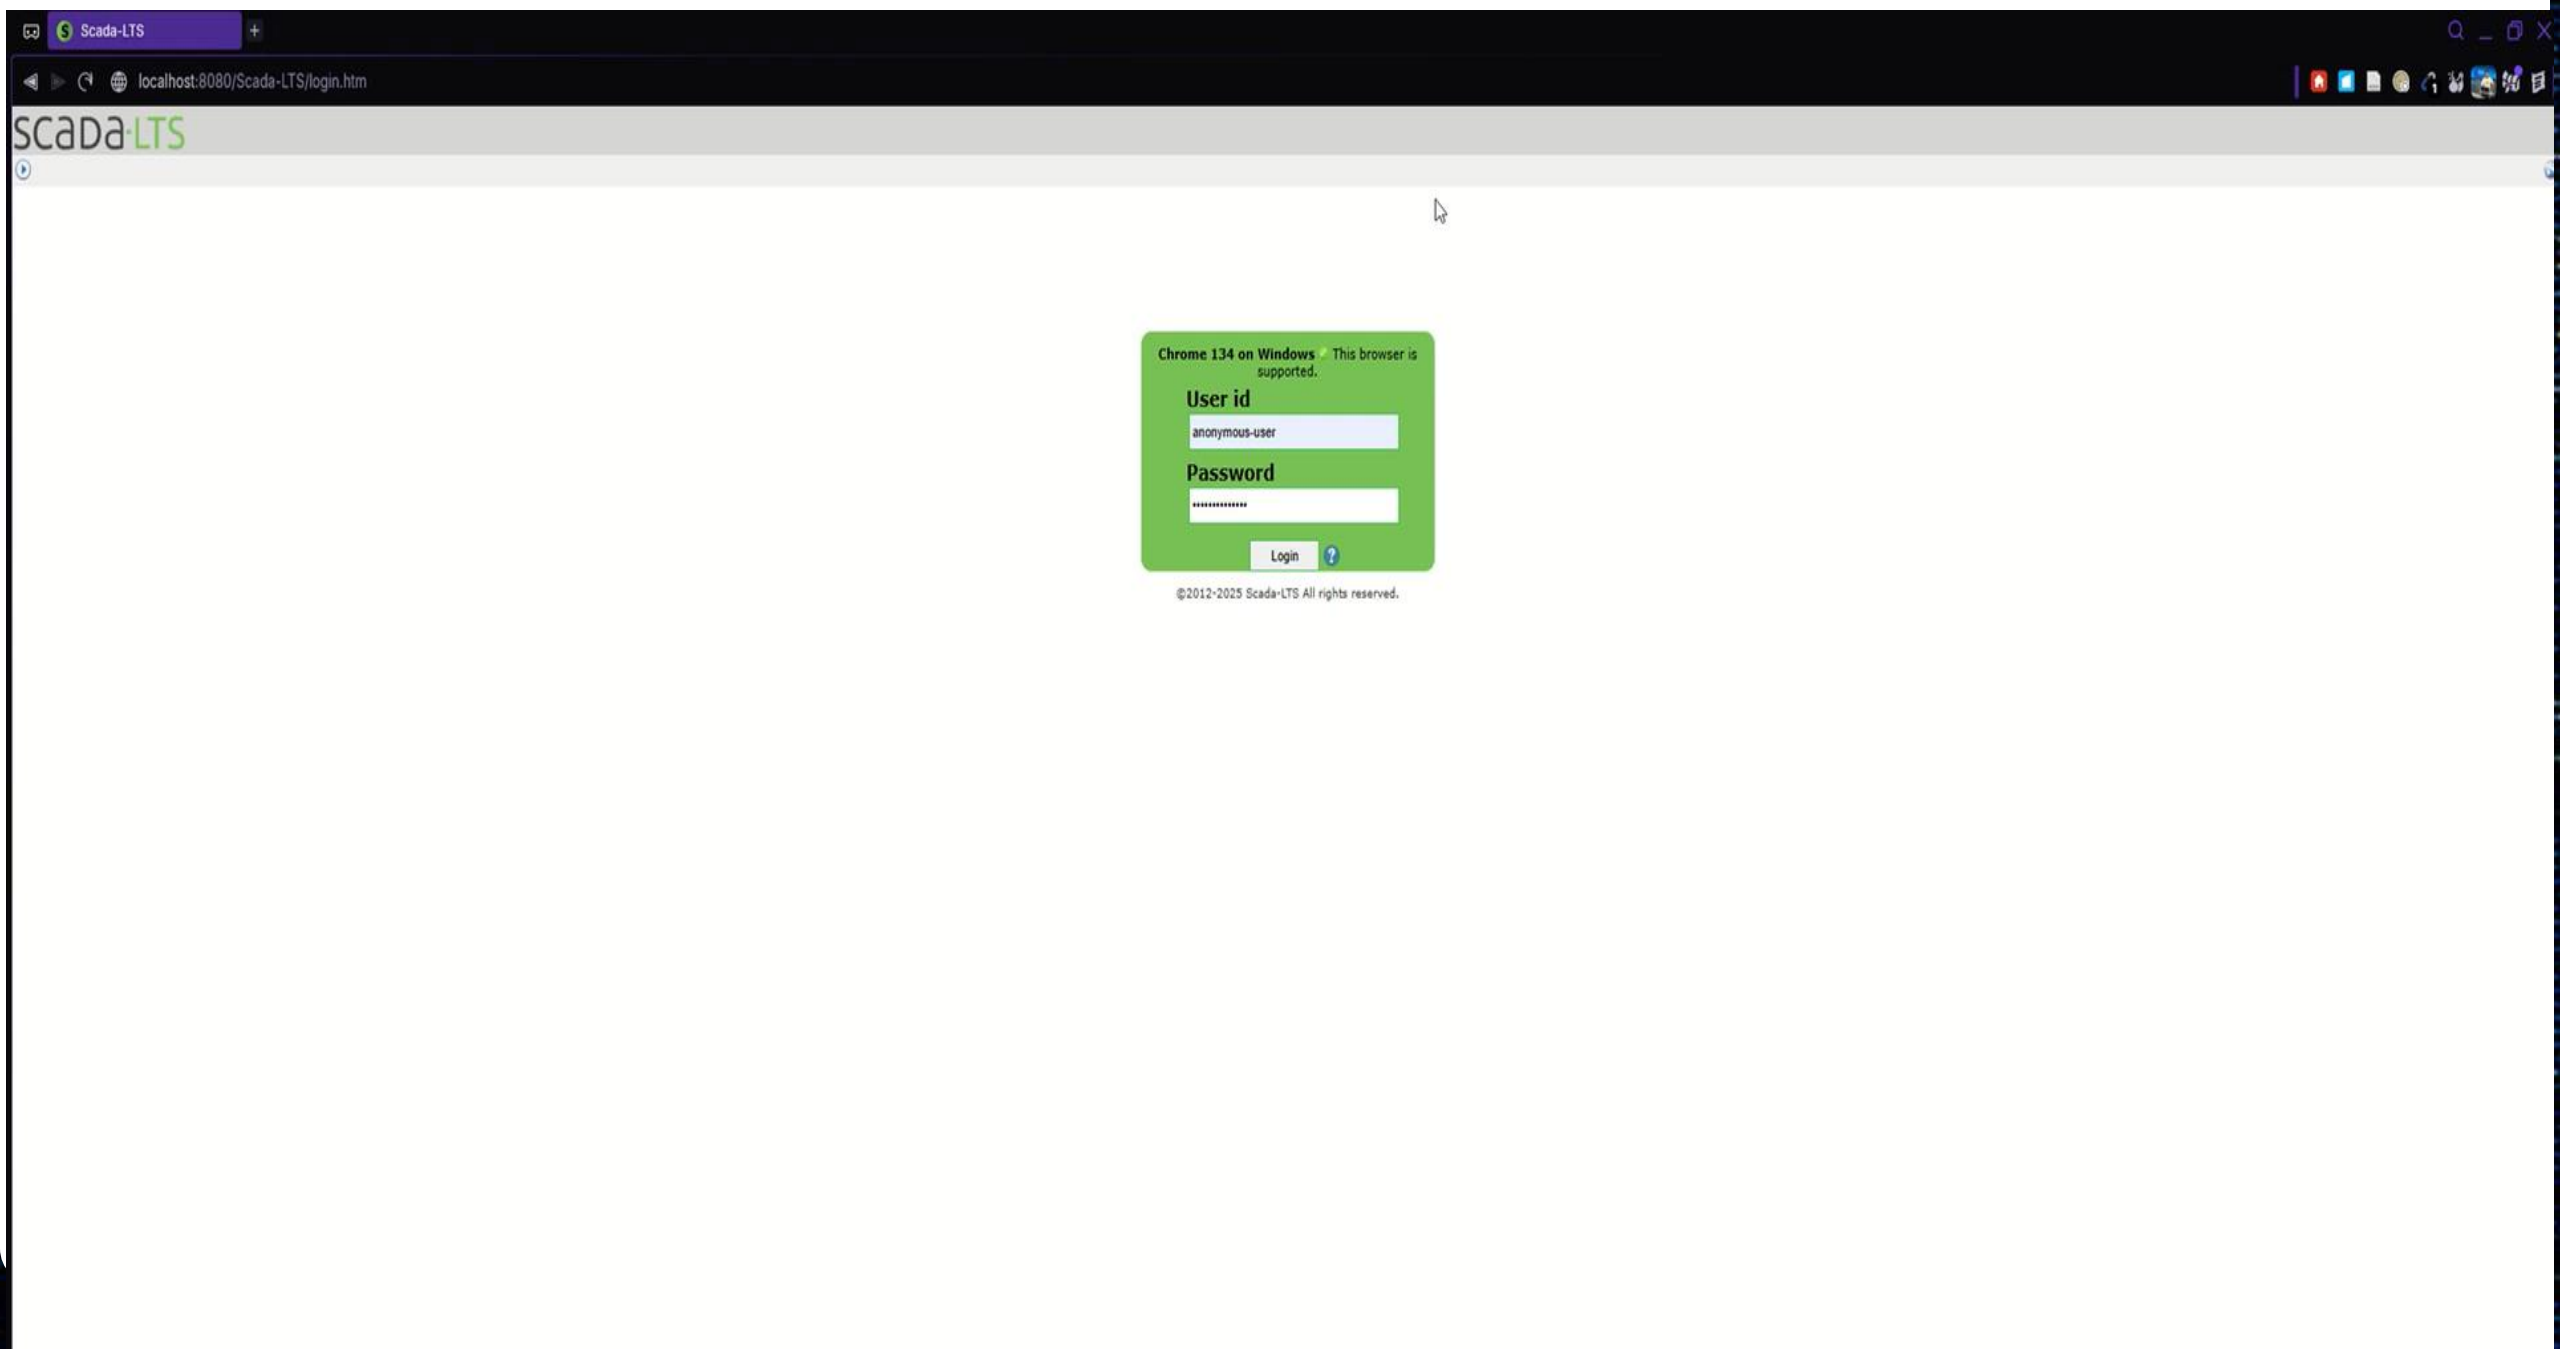 Scada-LTS
localhost:8080/Scada-LTS/login.htm
scada-LTS
Chrome 134 on Windows This browser is
supported.
User id
anonymous-user
Password
Login
©2012-2025 Scada-LTS All rights reserved.